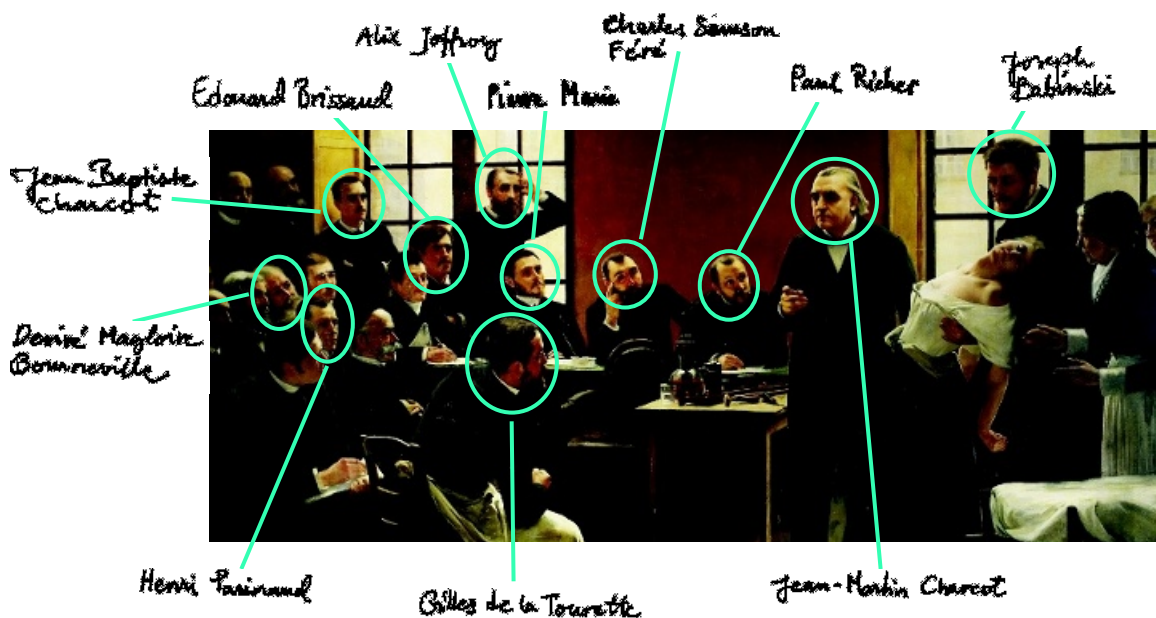 Alix Joffroy
Charles Samson
Féré
Edouard Brissaud
Pierre Marie
Paul Richer
Joseph
Babinski
Jean Baptiste
Charcot
Desiré Magloire
Bourneville
Henri Parinaud
Gilles de la Tourette
Jean-Martin Charcot